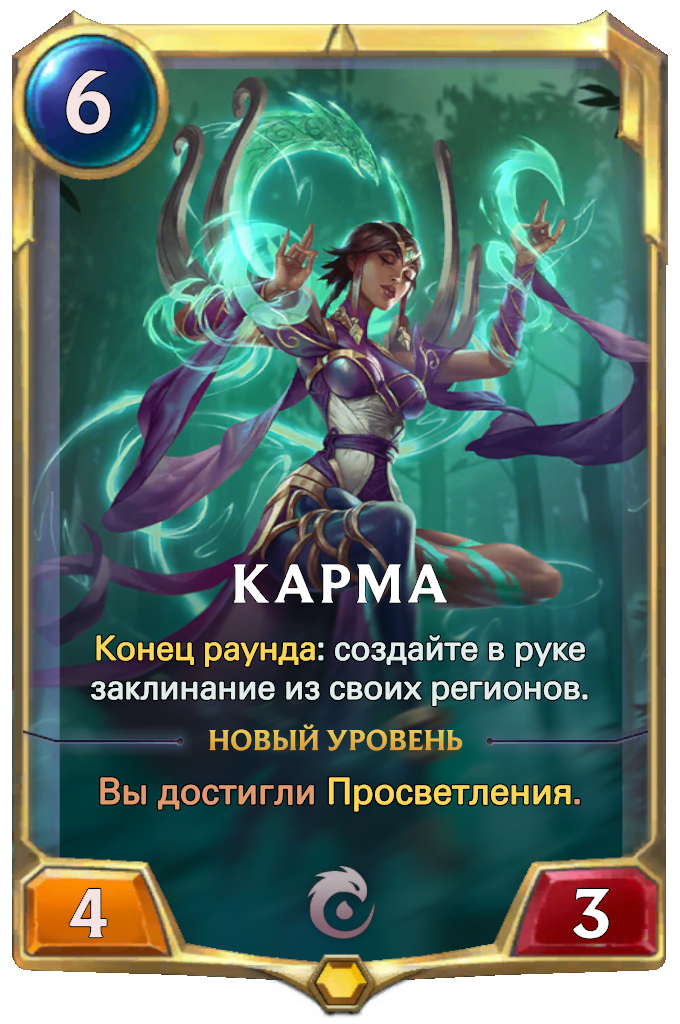 6
КАРМА
Конец раунда: создайте в руке
заклинание из своих регионов.
НОВЫЙ УРОВЕНЬ
Вы достигли Просветления.
4
3